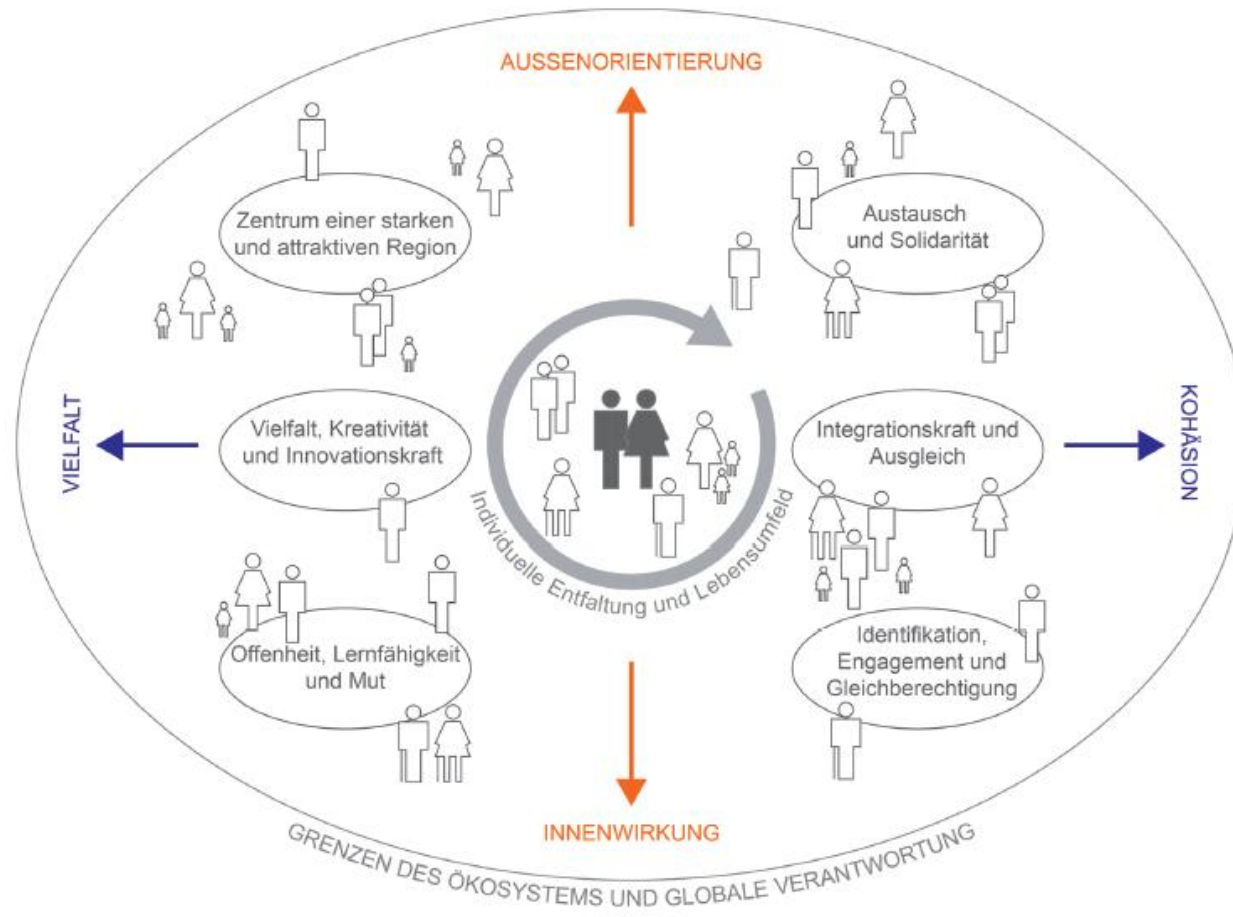 AUSSENORIENTIERUNG
Zentrum einer starken
und attraktiven Region
Austausch
und Solidarität
VIELFALT
Vielfalt, Kreativität
und Innovationskraft
Integrationskraft und
Ausgleich
KOHÄSION
Individuelle Entfaltung und Lebensumfeld
Offenheit, Lernfähigkeit
und Mut
Identifikation,
Engagement und
Gleichberechtigung
INNENWIRKUNG
GRENZEN DES ÖKOSYSTEMS UND GLOBALE VERANTWORTUNG